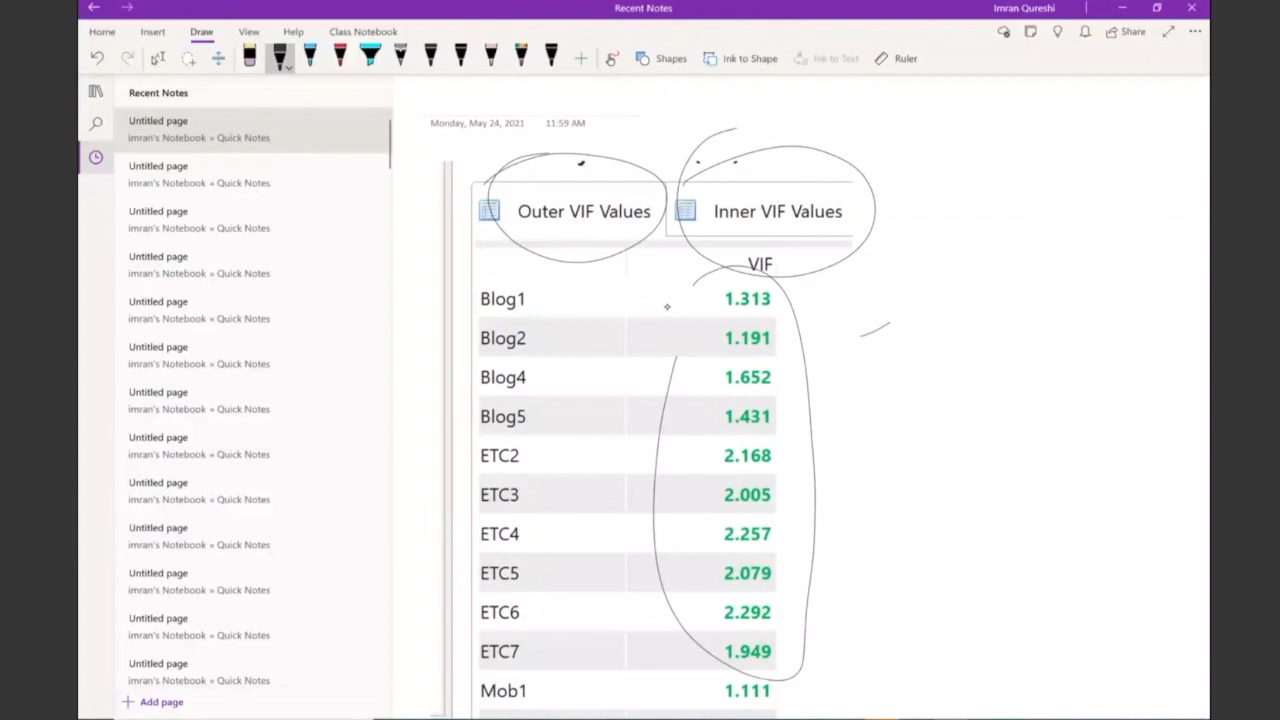 Recent Notes
Imran Qureshi
Home Insert Draw View Help Class Notebook
Share
Shapes Ink to Shape Ink to Text Ruler
Recent Notes
Untitled page
imran's Notebook » Quick Notes
Untitled page
imran's Notebook » Quick Notes
Untitled page
imran's Notebook » Quick Notes
Untitled page
imran's Notebook » Quick Notes
Untitled page
imran's Notebook » Quick Notes
Untitled page
imran's Notebook » Quick Notes
Untitled page
imran's Notebook » Quick Notes
Untitled page
imran's Notebook » Quick Notes
Untitled page
imran's Notebook » Quick Notes
Untitled page
imran's Notebook » Quick Notes
Untitled page
imran's Notebook » Quick Notes
Untitled page
imran's Notebook » Quick Notes
Untitled page
imran's Notebook » Quick Notes
Add page
Monday, May 24, 2021 11:59 AM
Outer VIF Values Inner VIF Values
VIF
Blog1 1.313
Blog2 1.191
Blog4 1.652
Blog5 1.431
ETC2 2.168
ETC3 2.005
ETC4 2.257
ETC5 2.079
ETC6 2.292
ETC7 1.949
Mob1 1.111